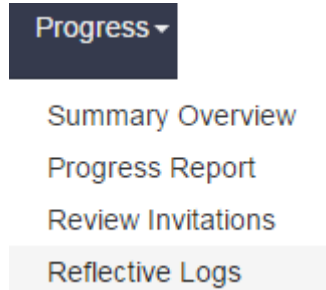 Progress
Summary Overview
Progress Report
Review Invitations
Reflective Logs